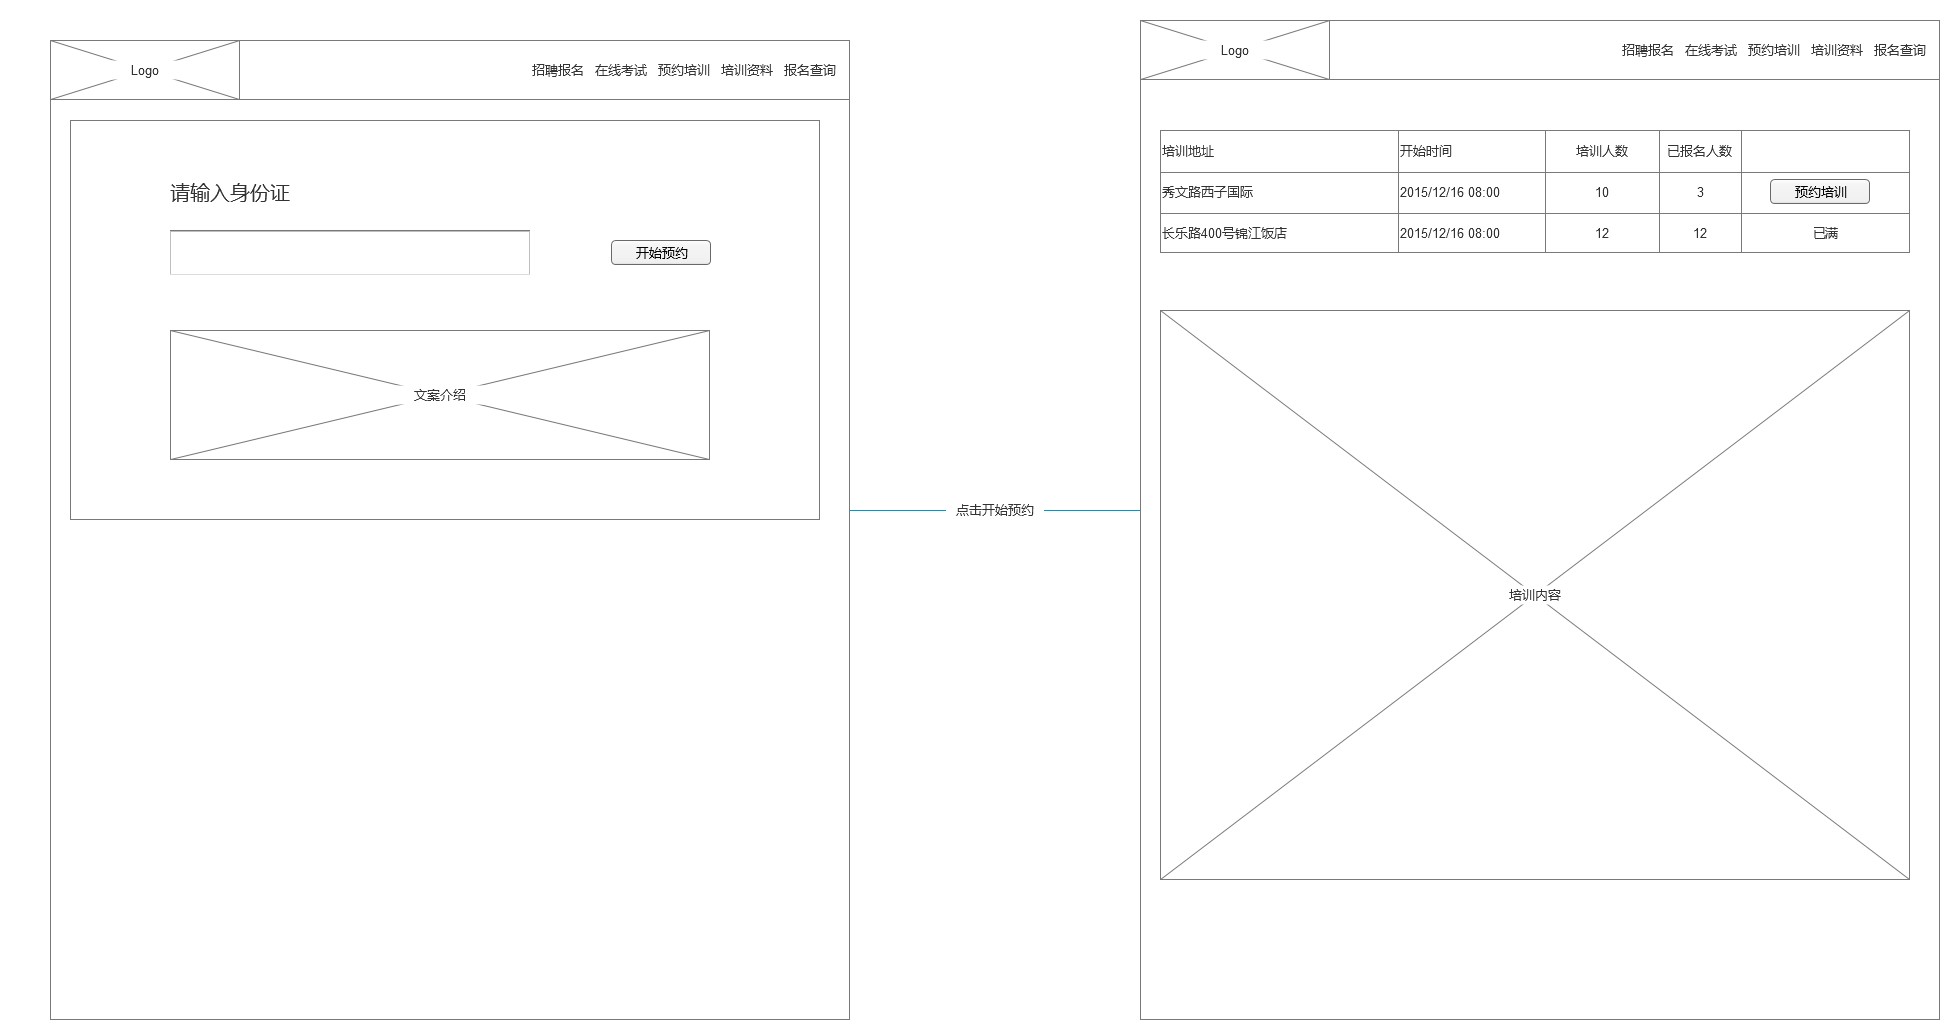 Logo
招聘报名 在线考试 预约培训 培训资料 报名查询
请输入身份证
开始预约
文案介绍
点击开始预约
Logo
招聘报名 在线考试 预约培训 培训资料 报名查询
培训地址 开始时间 培训人数 已报名人数
秀文路西子国际 2015/12/16 08:00 10 3 预约培训
长乐路400号锦江饭店 2015/12/16 08:00 12 12 已满
培训内容